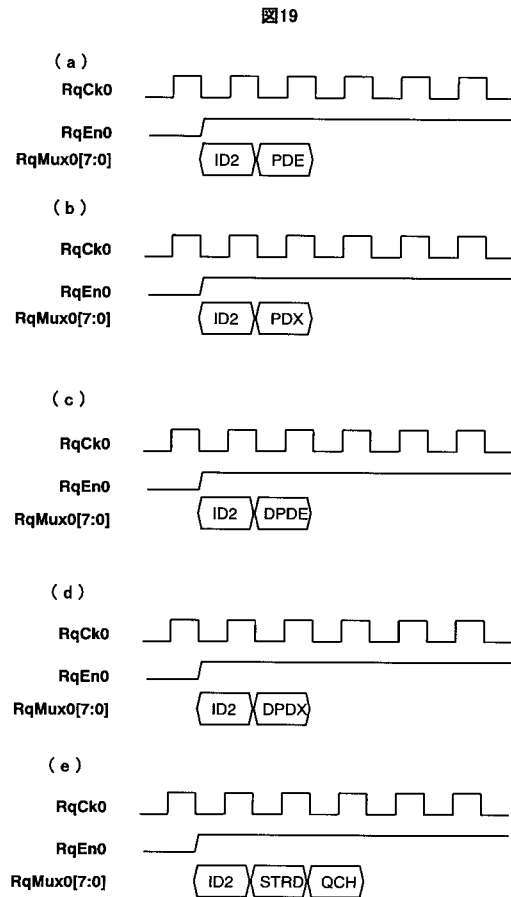 図19
(a)
RqCk0
RqEn0
RqMux0[7:0] ID2 PDE
(b)
RqCk0
RqEn0
RqMux0[7:0] ID2 PDX
(c)
RqCk0
RqEn0
RqMux0[7:0] ID2 DPDE
(d)
RqCk0
RqEn0
RqMux0[7:0] ID2 DPDX
(e)
RqCk0
RqEn0
RqMux0[7:0] ID2 STRD QCH